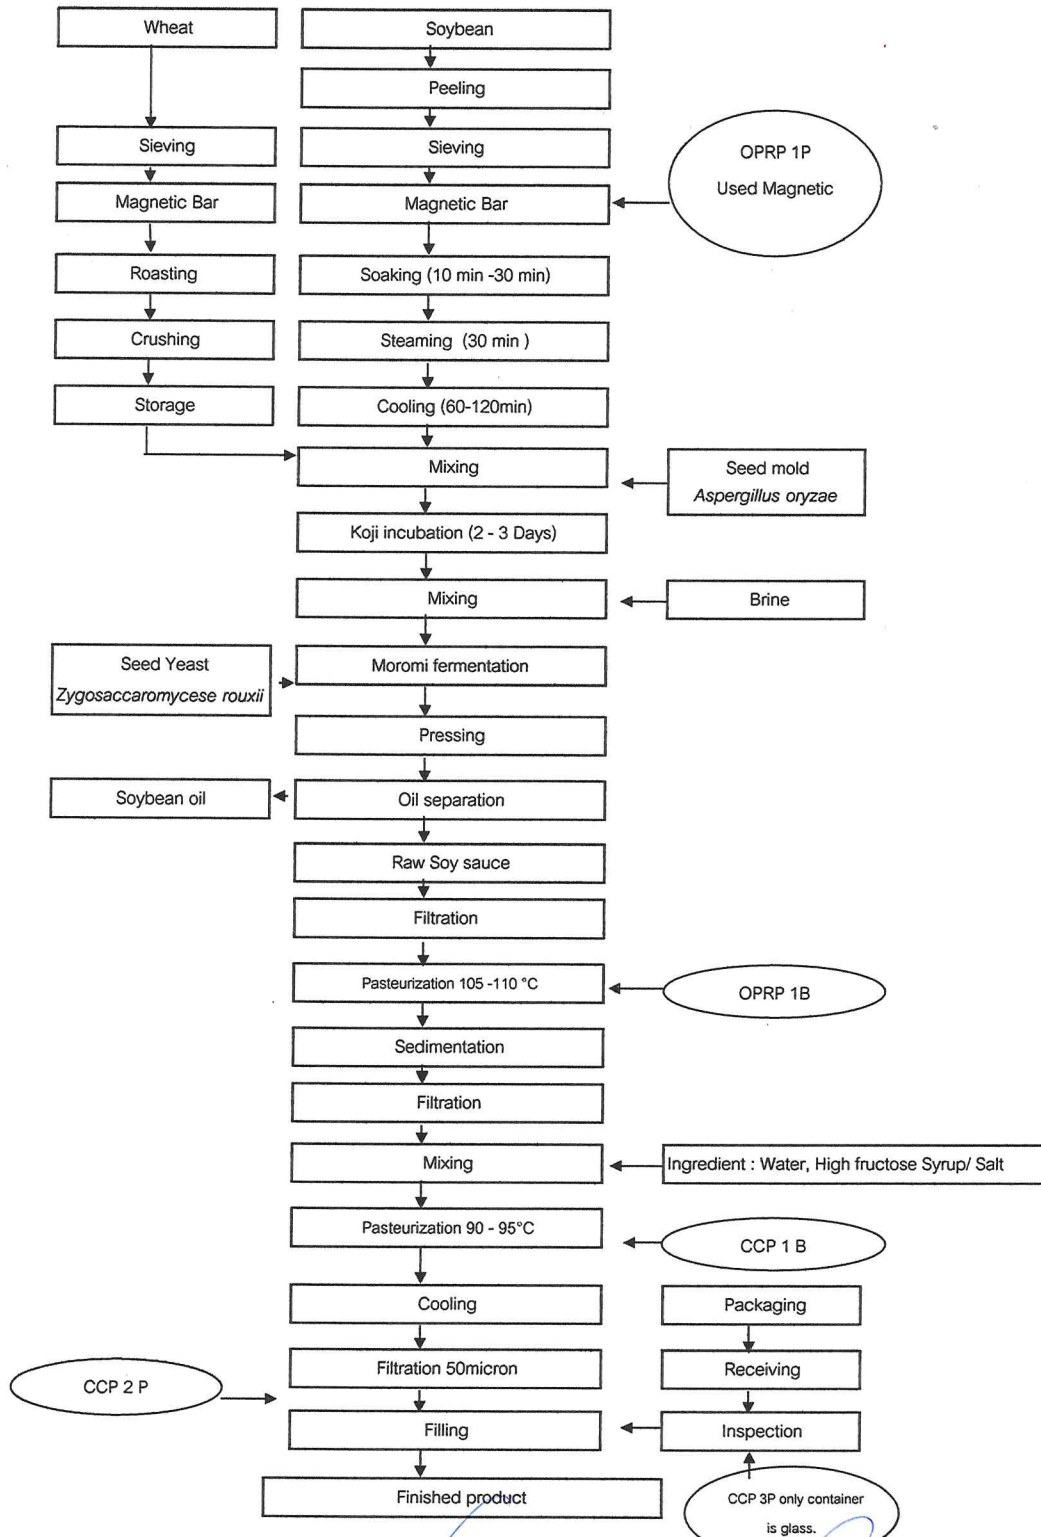 Wheat
Soybean
Peeling
Sieving
Sieving
OPRP 1P
Used Magnetic
Magnetic Bar
Magnetic Bar
Roasting
Soaking (10 min -30 min)
Crushing
Steaming (30 min )
Storage
Cooling (60-120min)
Mixing
Seed mold
Aspergillus oryzae
Koji incubation (2 - 3 Days)
Mixing
Brine
Seed Yeast
Zygosaccaromycese rouxii
Moromi fermentation
Pressing
Soybean oil
Oil separation
Raw Soy sauce
Filtration
Pasteurization 105 -110 °C
OPRP 1B
Sedimentation
Filtration
Mixing
Ingredient : Water, High fructose Syrup/ Salt
Pasteurization 90 - 95°C
CCP 1 B
Cooling
Packaging
Filtration 50micron
Receiving
CCP 2 P
Filling
Inspection
Finished product
CCP 3P only container
is glass.